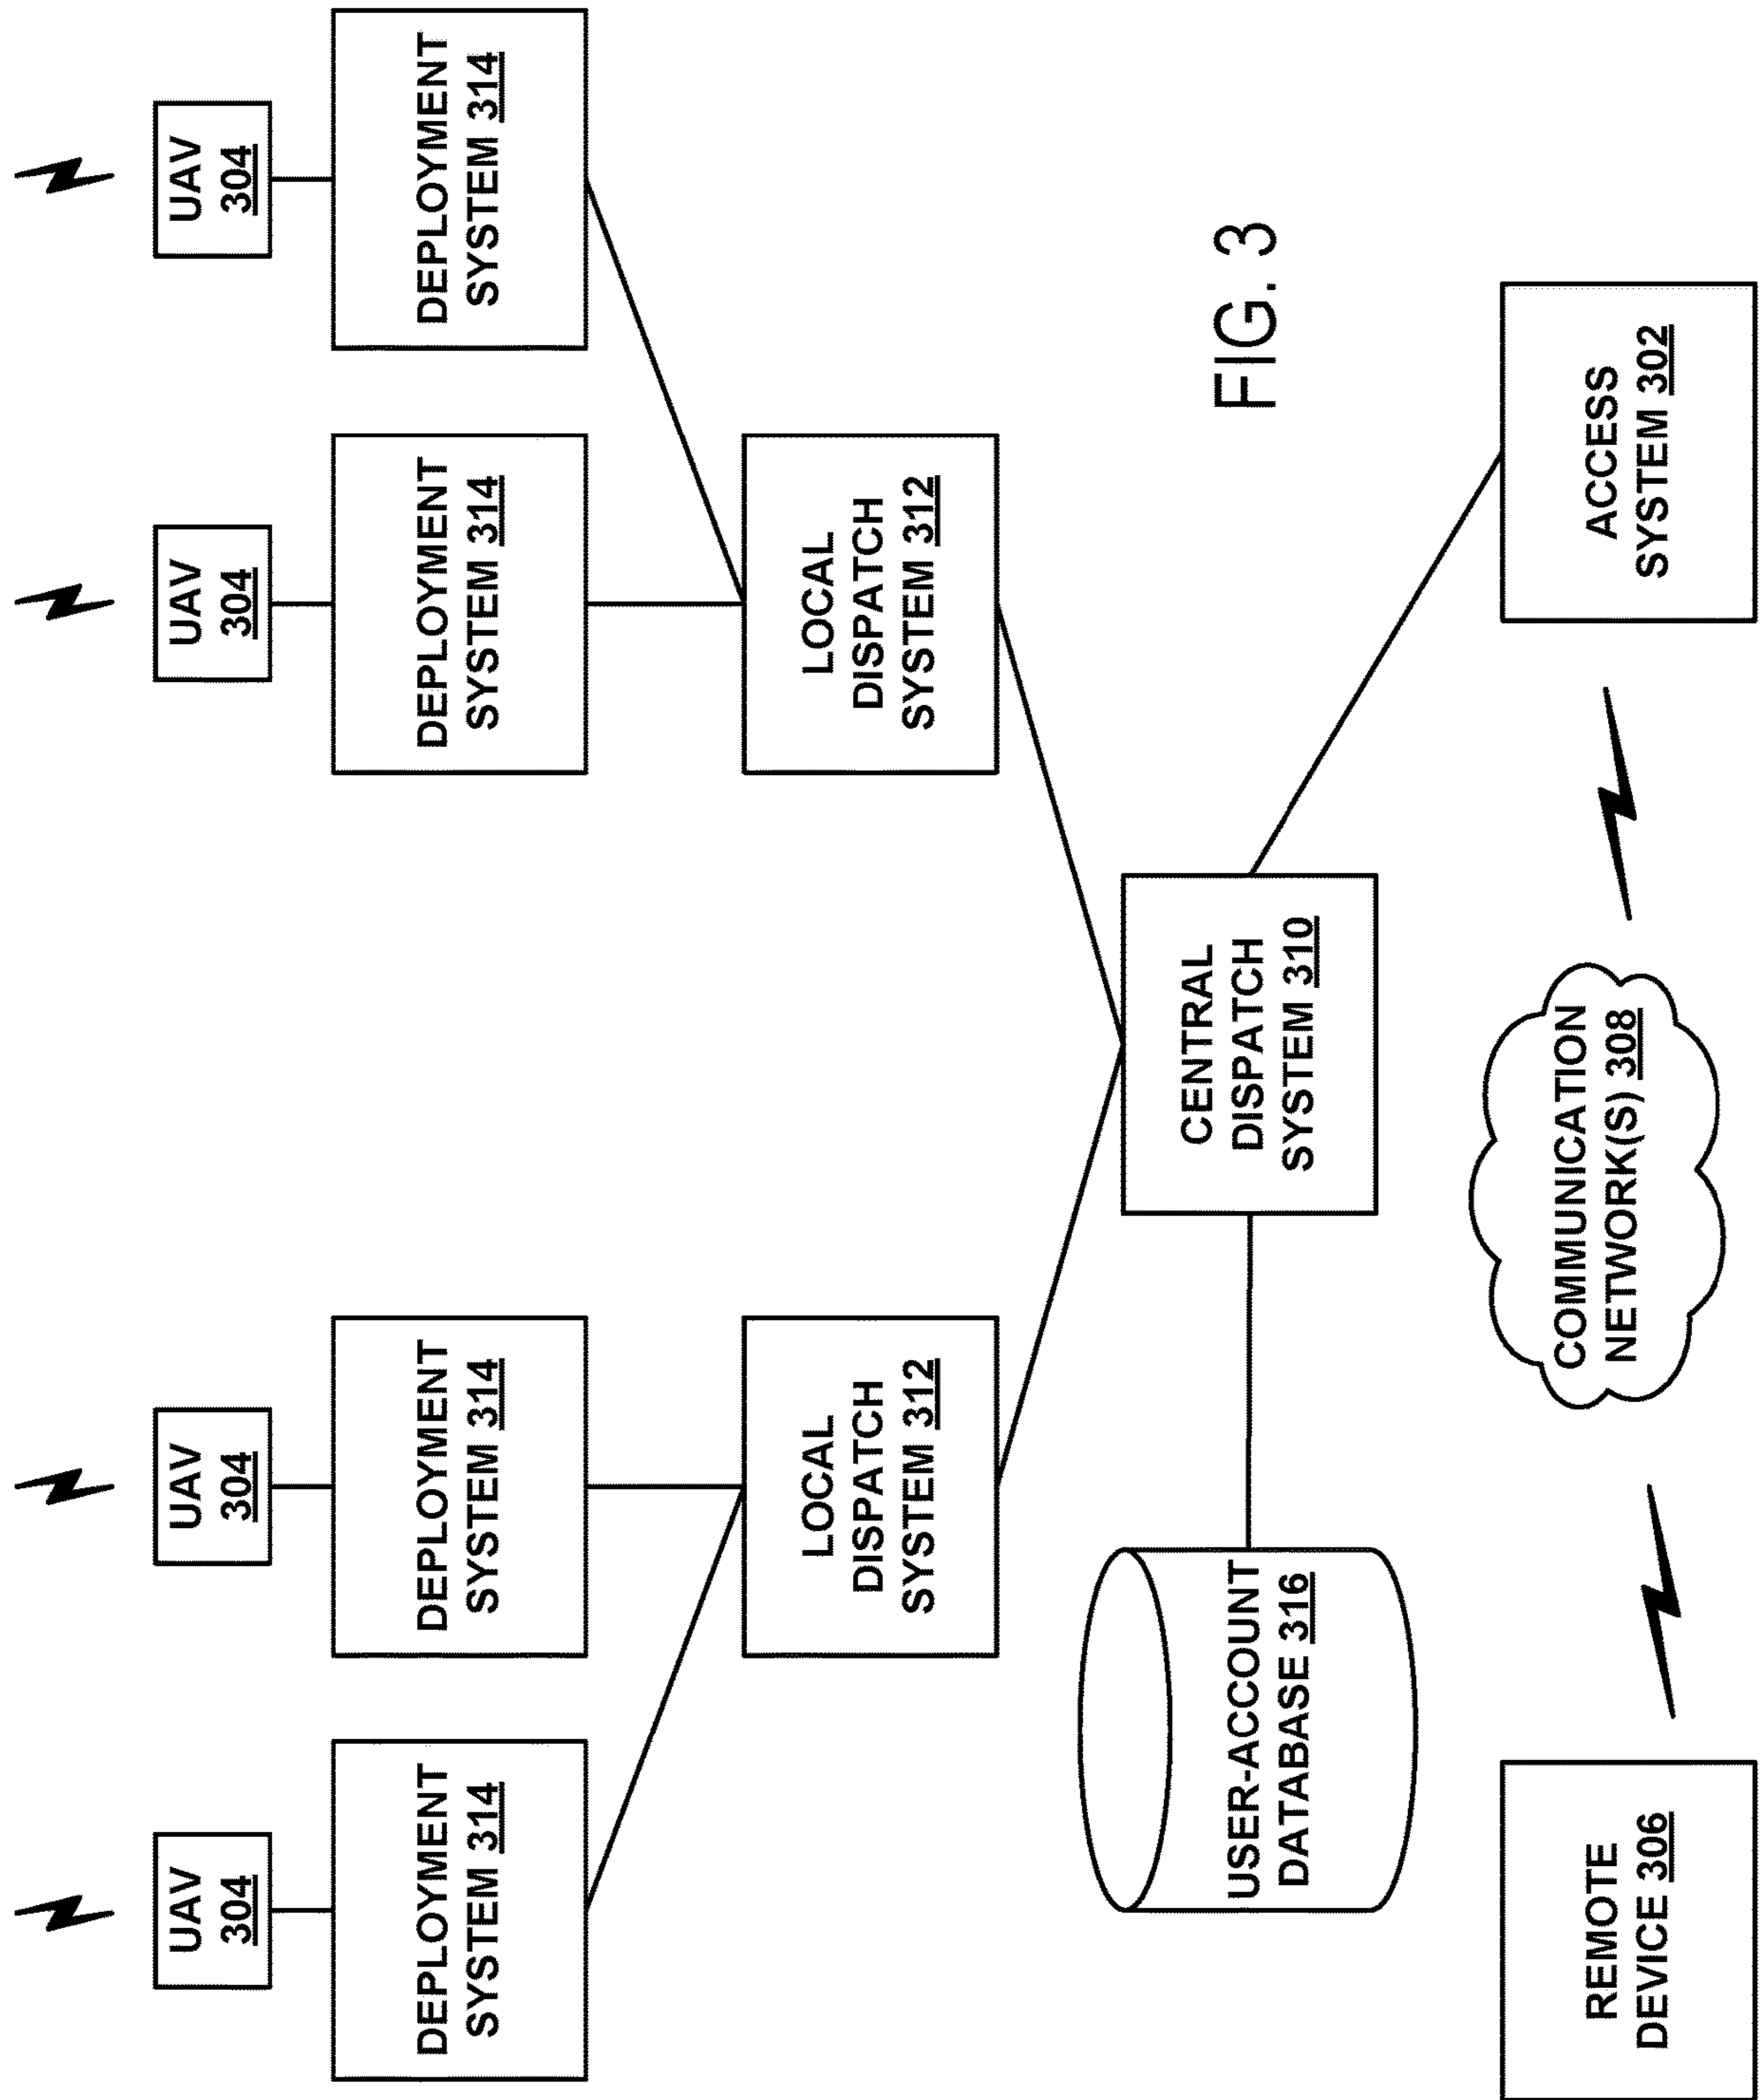 UAV
304
UAV
304
UAV
304
UAV
304
DEPLOYMENT
SYSTEM 314
DEPLOYMENT
SYSTEM 314
DEPLOYMENT
SYSTEM 314
DEPLOYMENT
SYSTEM 314
LOCAL
DISPATCH
SYSTEM 312
LOCAL
DISPATCH
SYSTEM 312
USER-ACCOUNT
DATABASE 316
CENTRAL
DISPATCH
SYSTEM 310
FIG. 3
REMOTE
DEVICE 306
COMMUNICATION
NETWORK(S) 308
ACCESS
SYSTEM 302